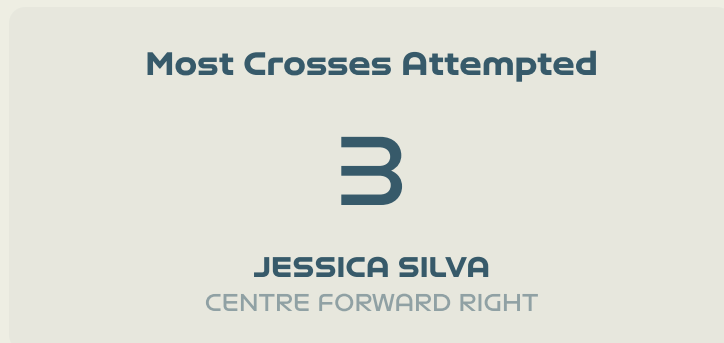 Most Crosses Attempted
3
JESSICA SILVA
CENTRE FORWARD RIGHT